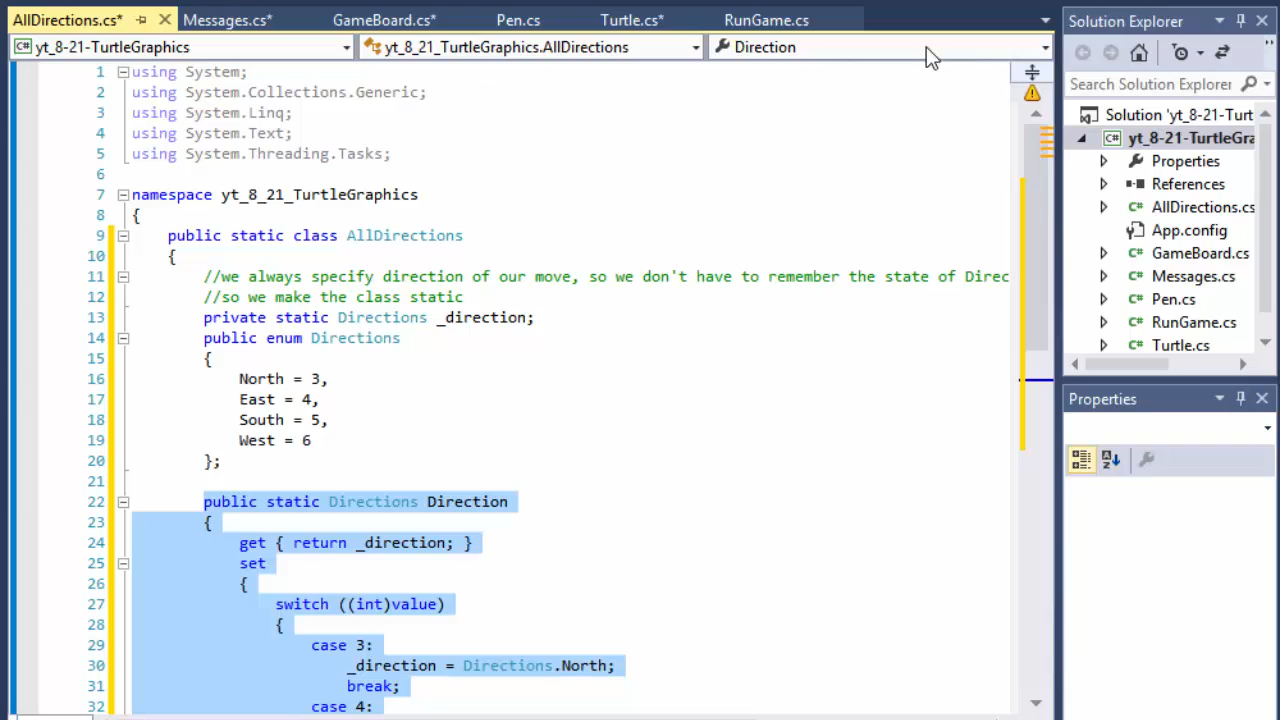 AllDirections.cs* Messages.cs* GameBoard.cs* Pen.cs Turtle.cs* RunGame.cs
yt_8-21-TurtleGraphics yt_8_21_TurtleGraphics.AllDirections Direction
1 using System;
2 using System.Collections.Generic;
3 using System.Linq;
4 using System.Text;
5 using System.Threading.Tasks;
6
7 namespace yt_8_21_TurtleGraphics
8 {
9 public static class AllDirections
10 {
11 //we always specify direction of our move, so we don't have to remember the state of Direc
12 //so we make the class static
13 private static Directions _direction;
14 public enum Directions
15 {
16 North = 3,
17 East = 4,
18 South = 5,
19 West = 6
20 };
21
22 public static Directions Direction
23 {
24 get { return _direction; }
25 set
26 {
27 switch ((int)value)
28 {
29 case 3:
30 _direction = Directions.North;
31 break;
32 case 4:
Solution Explorer
Search Solution Explorer
Solution 'yt_8-21-Turt
C# yt_8-21-TurtleGra
Properties
References
C# AllDirections.cs
App.config
C# GameBoard.cs
C# Messages.cs
C# Pen.cs
C# RunGame.cs
C# Turtle.cs
Properties